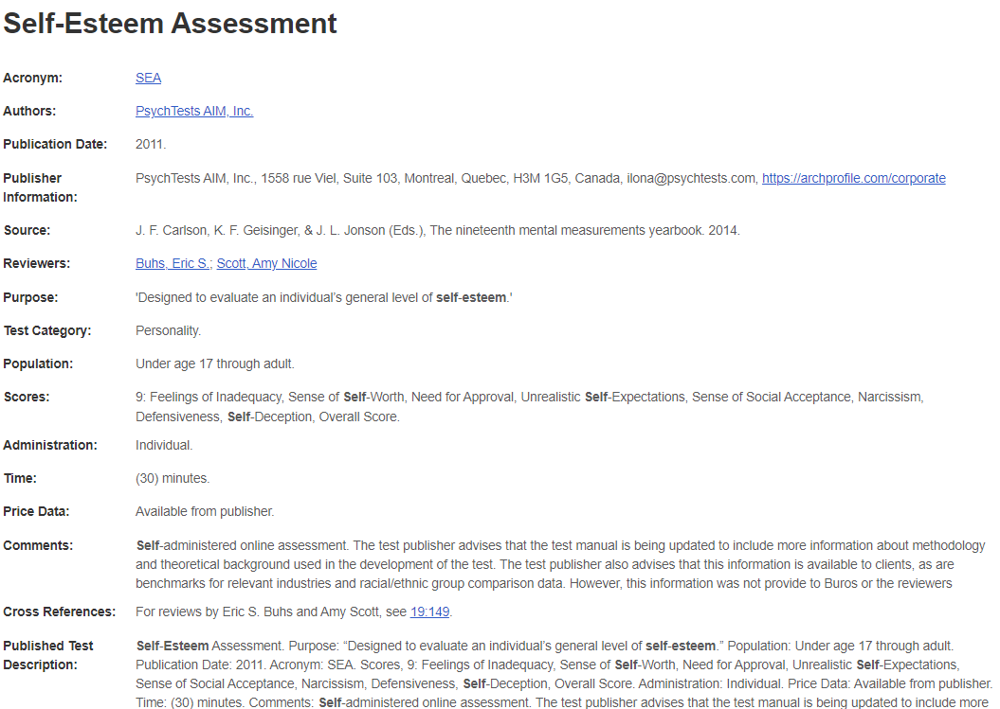 Self-Esteem Assessment
Acronym: SEA
Authors: PsychTests AIM, Inc.
Publication Date: 2011.
Publisher Information: PsychTests AIM, Inc., 1558 rue Viel, Suite 103, Montreal, Quebec, H3M 1G5, Canada, ilona@psychtests.com, https://archprofile.com/corporate
Source: J. F. Carlson, K. F. Geisinger, & J. L. Jonson (Eds.), The nineteenth mental measurements yearbook. 2014.
Reviewers: Buhs, Eric S.; Scott, Amy Nicole
Purpose: 'Designed to evaluate an individual’s general level of self-esteem.'
Test Category: Personality.
Population: Under age 17 through adult.
Scores: 9: Feelings of Inadequacy, Sense of Self-Worth, Need for Approval, Unrealistic Self-Expectations, Sense of Social Acceptance, Narcissism,
Defensiveness, Self-Deception, Overall Score.
Administration: Individual.
Time: (30) minutes.
Price Data: Available from publisher.
Comments: Self-administered online assessment. The test publisher advises that the test manual is being updated to include more information about methodology
and theoretical background used in the development of the test. The test publisher also advises that this information is available to clients, as are
benchmarks for relevant industries and racial/ethnic group comparison data. However, this information was not provide to Buros or the reviewers
Cross References: For reviews by Eric S. Buhs and Amy Scott, see 19:149.
Published Test Description: Self-Esteem Assessment. Purpose: “Designed to evaluate an individual’s general level of self-esteem.” Population: Under age 17 through adult.
Publication Date: 2011. Acronym: SEA. Scores, 9: Feelings of Inadequacy, Sense of Self-Worth, Need for Approval, Unrealistic Self-Expectations,
Sense of Social Acceptance, Narcissism, Defensiveness, Self-Deception, Overall Score. Administration: Individual. Price Data: Available from publisher.
Time: (30) minutes. Comments: Self-administered online assessment. The test publisher advises that the test manual is being updated to include more